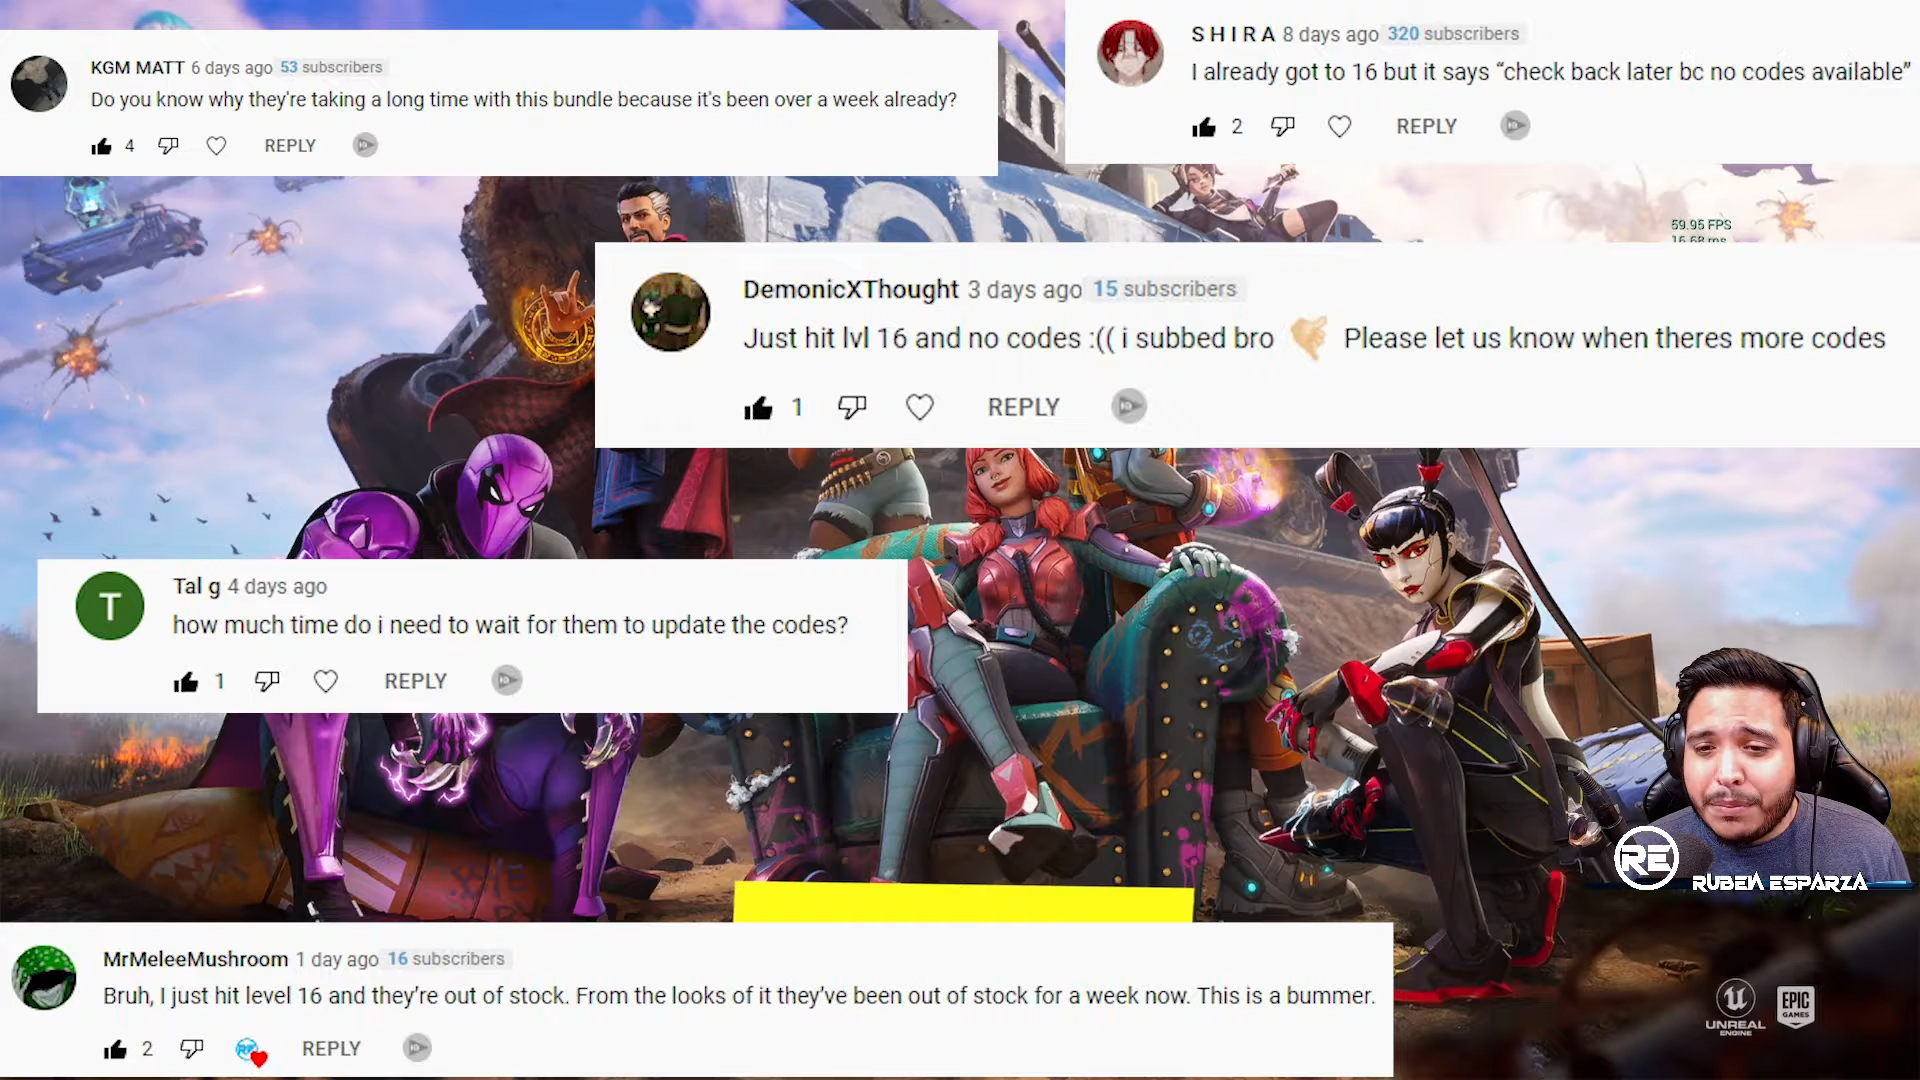 KGM MATT 6 days ago 53 subscribers
Do you know why they're taking a long time with this bundle because it's been over a week already?
4 REPLY
S H I R A 8 days ago 320 subscribers
I already got to 16 but it says “check back later bc no codes available”
2 REPLY
59.95 FPS
16.68 ms
DemonicXThought 3 days ago 15 subscribers
Just hit lvl 16 and no codes :(( i subbed bro 🤙🏼 Please let us know when theres more codes
1 REPLY
T
Tal g 4 days ago
how much time do i need to wait for them to update the codes?
1 REPLY
RE
RUBEN ESPARZA
MrMeleeMushroom 1 day ago 16 subscribers
Bruh, I just hit level 16 and they’re out of stock. From the looks of it they’ve been out of stock for a week now. This is a bummer.
2 REPLY
UNREAL
ENGINE
EPIC
GAMES